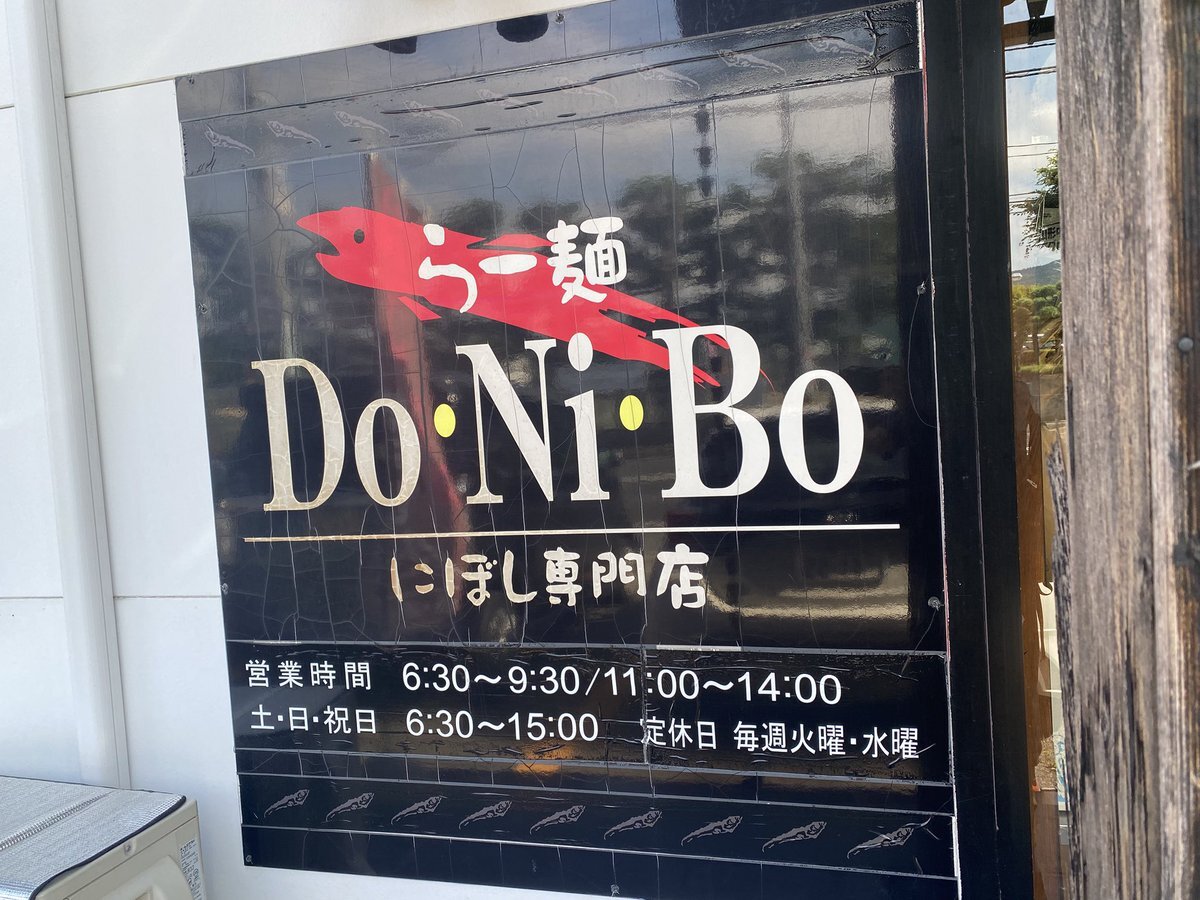 らー麺
Do・Ni・Bo
にぼし専門店
営業時間 6:30～9:30/11:00～14:00
土・日・祝日 6:30～15:00 定休日 毎週火曜・水曜